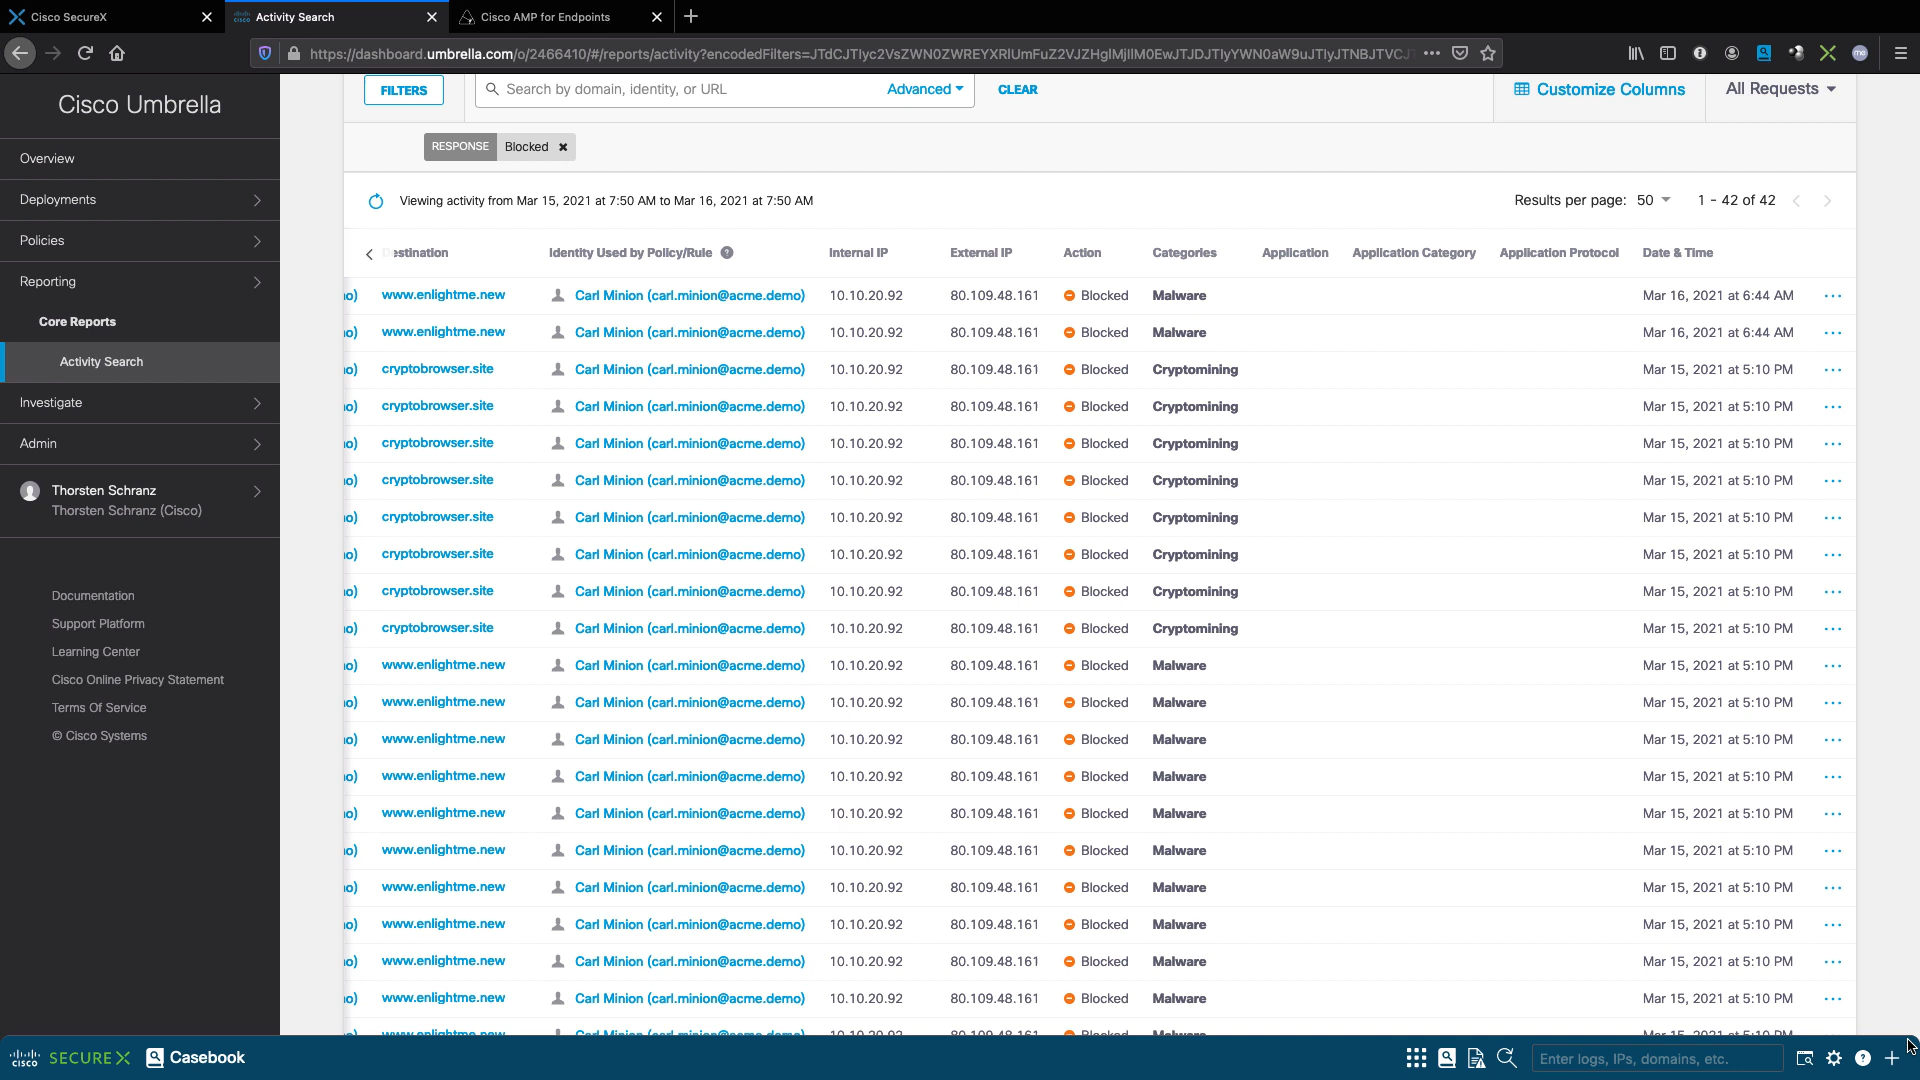 Cisco SecureX
Activity Search
Cisco AMP for Endpoints
https://dashboard.umbrella.com/o/2466410/#/reports/activity?encodedFilters=
Cisco Umbrella
Overview
Deployments
Policies
Reporting
Core Reports
Activity Search
Investigate
Admin
Thorsten Schranz
Thorsten Schranz (Cisco)
Documentation
Support Platform
Learning Center
Cisco Online Privacy Statement
Terms Of Service
© Cisco Systems
FILTERS
Search by domain, identity, or URL
Advanced
CLEAR
Customize Columns
All Requests
RESPONSE Blocked
Viewing activity from Mar 15, 2021 at 7:50 AM to Mar 16, 2021 at 7:50 AM
Results per page: 50
1 - 42 of 42
estination Identity Used by Policy/Rule Internal IP External IP Action Categories Application Application Category Application Protocol Date & Time
o) www.enlightme.new Carl Minion (carl.minion@acme.demo) 10.10.20.92 80.109.48.161 Blocked Malware Mar 16, 2021 at 6:44 AM
o) www.enlightme.new Carl Minion (carl.minion@acme.demo) 10.10.20.92 80.109.48.161 Blocked Malware Mar 16, 2021 at 6:44 AM
o) cryptobrowser.site Carl Minion (carl.minion@acme.demo) 10.10.20.92 80.109.48.161 Blocked Cryptomining Mar 15, 2021 at 5:10 PM
o) cryptobrowser.site Carl Minion (carl.minion@acme.demo) 10.10.20.92 80.109.48.161 Blocked Cryptomining Mar 15, 2021 at 5:10 PM
o) cryptobrowser.site Carl Minion (carl.minion@acme.demo) 10.10.20.92 80.109.48.161 Blocked Cryptomining Mar 15, 2021 at 5:10 PM
o) cryptobrowser.site Carl Minion (carl.minion@acme.demo) 10.10.20.92 80.109.48.161 Blocked Cryptomining Mar 15, 2021 at 5:10 PM
o) cryptobrowser.site Carl Minion (carl.minion@acme.demo) 10.10.20.92 80.109.48.161 Blocked Cryptomining Mar 15, 2021 at 5:10 PM
o) cryptobrowser.site Carl Minion (carl.minion@acme.demo) 10.10.20.92 80.109.48.161 Blocked Cryptomining Mar 15, 2021 at 5:10 PM
o) cryptobrowser.site Carl Minion (carl.minion@acme.demo) 10.10.20.92 80.109.48.161 Blocked Cryptomining Mar 15, 2021 at 5:10 PM
o) cryptobrowser.site Carl Minion (carl.minion@acme.demo) 10.10.20.92 80.109.48.161 Blocked Cryptomining Mar 15, 2021 at 5:10 PM
o) www.enlightme.new Carl Minion (carl.minion@acme.demo) 10.10.20.92 80.109.48.161 Blocked Malware Mar 15, 2021 at 5:10 PM
o) www.enlightme.new Carl Minion (carl.minion@acme.demo) 10.10.20.92 80.109.48.161 Blocked Malware Mar 15, 2021 at 5:10 PM
o) www.enlightme.new Carl Minion (carl.minion@acme.demo) 10.10.20.92 80.109.48.161 Blocked Malware Mar 15, 2021 at 5:10 PM
o) www.enlightme.new Carl Minion (carl.minion@acme.demo) 10.10.20.92 80.109.48.161 Blocked Malware Mar 15, 2021 at 5:10 PM
o) www.enlightme.new Carl Minion (carl.minion@acme.demo) 10.10.20.92 80.109.48.161 Blocked Malware Mar 15, 2021 at 5:10 PM
o) www.enlightme.new Carl Minion (carl.minion@acme.demo) 10.10.20.92 80.109.48.161 Blocked Malware Mar 15, 2021 at 5:10 PM
o) www.enlightme.new Carl Minion (carl.minion@acme.demo) 10.10.20.92 80.109.48.161 Blocked Malware Mar 15, 2021 at 5:10 PM
o) www.enlightme.new Carl Minion (carl.minion@acme.demo) 10.10.20.92 80.109.48.161 Blocked Malware Mar 15, 2021 at 5:10 PM
o) www.enlightme.new Carl Minion (carl.minion@acme.demo) 10.10.20.92 80.109.48.161 Blocked Malware Mar 15, 2021 at 5:10 PM
o) www.enlightme.new Carl Minion (carl.minion@acme.demo) 10.10.20.92 80.109.48.161 Blocked Malware Mar 15, 2021 at 5:10 PM
cisco SECUREX Casebook
Enter logs, IPs, domains, etc.